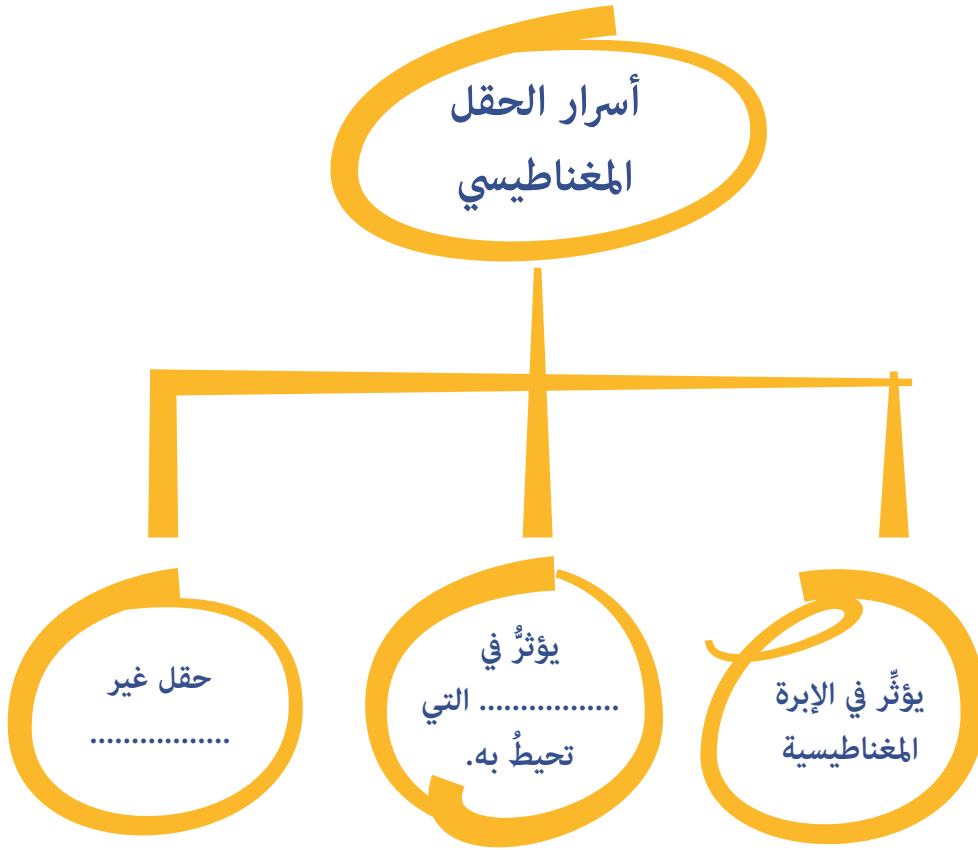 أسرار الحقل
المغناطيسي
يؤثِّر في الإبرة
المغناطيسية
يؤثرُّ في
................. التي
تحيطُ به.
حقل غير
.................